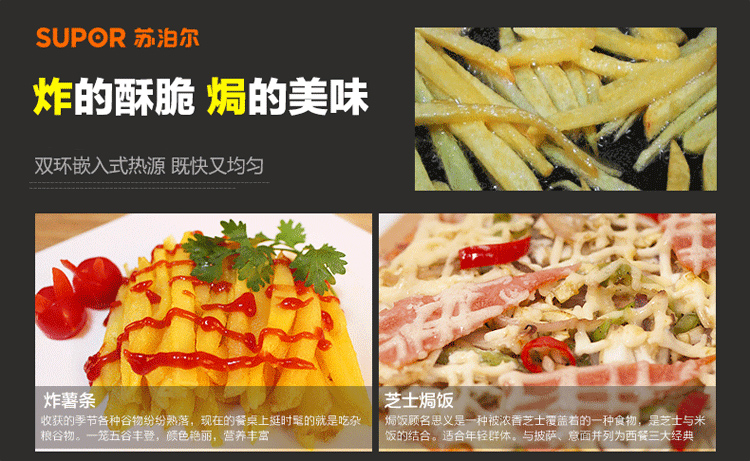 SUPOR 苏泊尔
炸的酥脆 焗的美味
双环嵌入式热源 既快又均匀
炸薯条
收获的季节各种谷物纷纷熟落，现在的餐桌上挺时髦的就是吃杂
粮谷物。一笼五谷丰登，颜色艳丽，营养丰富
芝士焗饭
焗饭顾名思义是一种被浓香芝士覆盖着的一种食物，是芝士与米
饭的结合。适合年轻群体。与披萨、意面并列为西餐三大经典